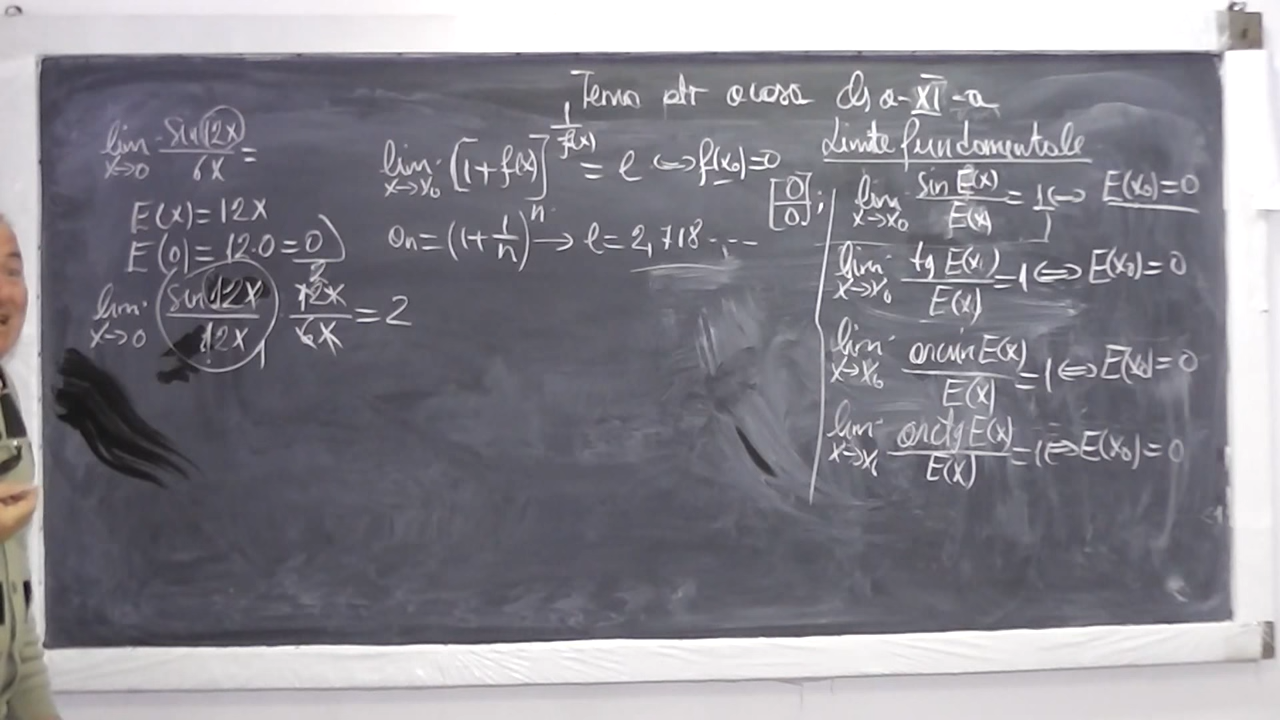 Tema ptr acasa cls a-XI-a
lim x→0 sin 12x / 6x =
E(x) = 12x
E(0) = 12·0 = 0
lim x→0 (sin 12x / 12x) · 12x / 6x = 2
lim x→x₀ [1+f(x)]^(1/f(x)) = e ⇔ f(x₀) = 0
an = (1 + 1/n)^n → e = 2,718....
[0/0];
Limite fundamentale
lim x→x₀ sin E(x) / E(x) = 1 ⇔ E(x₀) = 0
lim x→x₀ tg E(x) / E(x) = 1 ⇔ E(x₀) = 0
lim x→x₀ arcsin E(x) / E(x) = 1 ⇔ E(x₀) = 0
lim x→x₀ arctg E(x) / E(x) = 1 ⇔ E(x₀) = 0